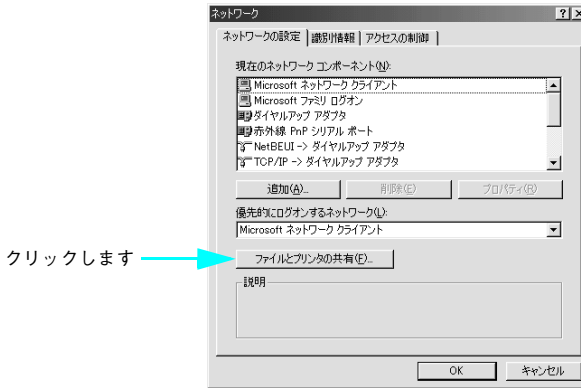 ネットワーク
ネットワークの設定 識別情報 アクセスの制御
現在のネットワーク コンポーネント(N):
Microsoft ネットワーク クライアント
Microsoft ファミリ ログオン
ダイヤルアップ アダプタ
赤外線 PnP シリアル ポート
NetBEUI -> ダイヤルアップ アダプタ
TCP/IP -> ダイヤルアップ アダプタ
追加(A)... 削除(E) プロパティ(R)
優先的にログオンするネットワーク(L):
Microsoft ネットワーク クライアント
クリックします
ファイルとプリンタの共有(F)...
説明
OK キャンセル